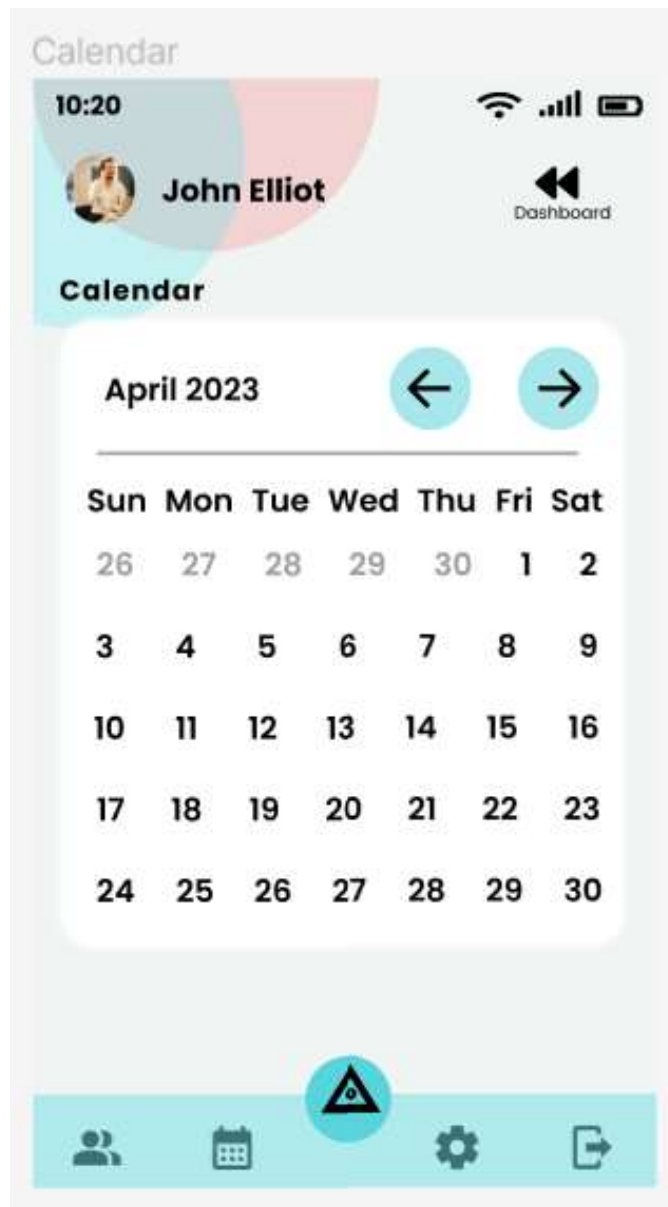 Calendar
10:20
John Elliot
Dashboard
Calendar
April 2023
Sun Mon Tue Wed Thu Fri Sat
26 27 28 29 30 1 2
3 4 5 6 7 8 9
10 11 12 13 14 15 16
17 18 19 20 21 22 23
24 25 26 27 28 29 30